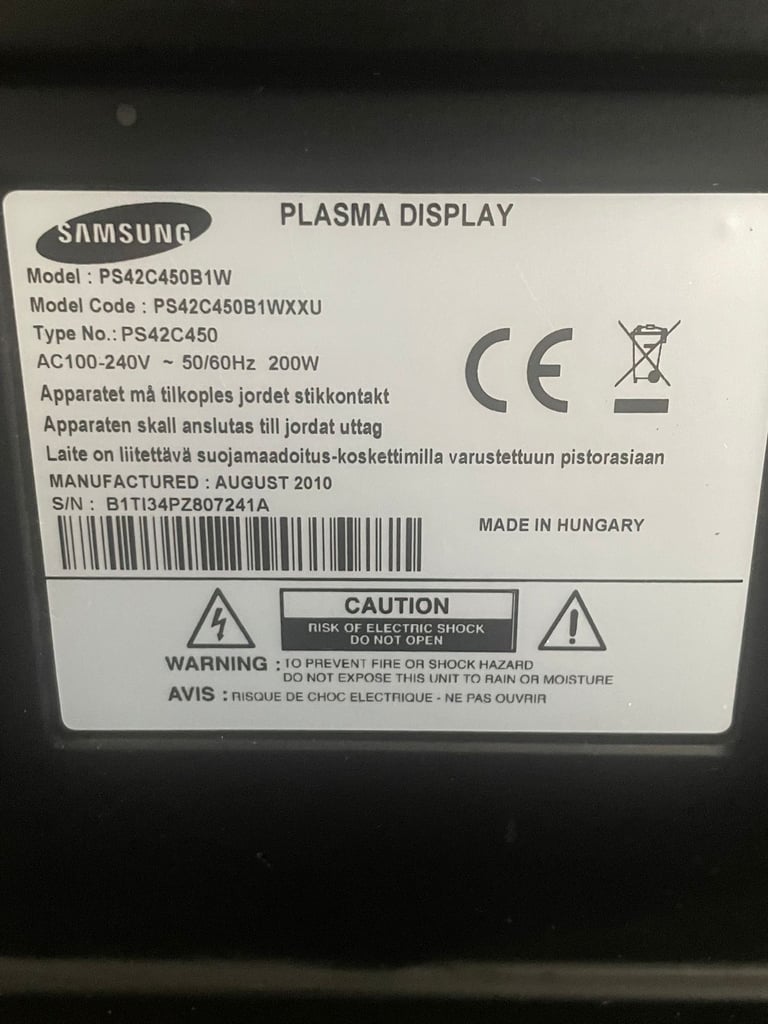 SAMSUNG
PLASMA DISPLAY
Model : PS42C450B1W
Model Code : PS42C450B1WXXU
Type No.: PS42C450
AC100-240V ~ 50/60Hz 200W
Apparatet må tilkoples jordet stikkontakt
Apparaten skall anslutas till jordat uttag
Laite on liitettävä suojamaadoitus-koskettimilla varustettuun pistorasiaan
MANUFACTURED : AUGUST 2010
S/N : B1TI34PZ807241A
MADE IN HUNGARY
CE
CAUTION
RISK OF ELECTRIC SHOCK
DO NOT OPEN
WARNING : TO PREVENT FIRE OR SHOCK HAZARD
DO NOT EXPOSE THIS UNIT TO RAIN OR MOISTURE
AVIS : RISQUE DE CHOC ELECTRIQUE - NE PAS OUVRIR